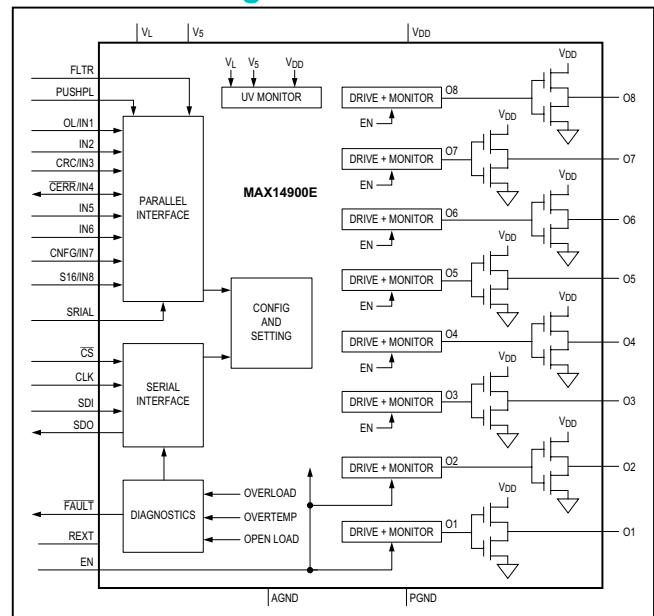 VL
V5
VDD
FLTR
PUSHPL
OL/IN1
IN2
CRC/IN3
CERR/IN4
IN5
IN6
CNFG/IN7
S16/IN8
SRIAL
PARALLEL
INTERFACE
CS
CLK
SDI
SDO
SERIAL
INTERFACE
FAULT
REXT
EN
DIAGNOSTICS
OVERLOAD
OVERTEMP
OPEN LOAD
CONFIG
AND
SETTING
VL V5 VDD
UV MONITOR
MAX14900E
DRIVE + MONITOR
EN
O8
VDD
O8
DRIVE + MONITOR
EN
O7
VDD
O7
DRIVE + MONITOR
EN
O6
VDD
O6
DRIVE + MONITOR
EN
O5
VDD
O5
DRIVE + MONITOR
EN
O4
VDD
O4
DRIVE + MONITOR
EN
O3
VDD
O3
DRIVE + MONITOR
O2
VDD
O2
DRIVE + MONITOR
O1
VDD
O1
AGND
PGND